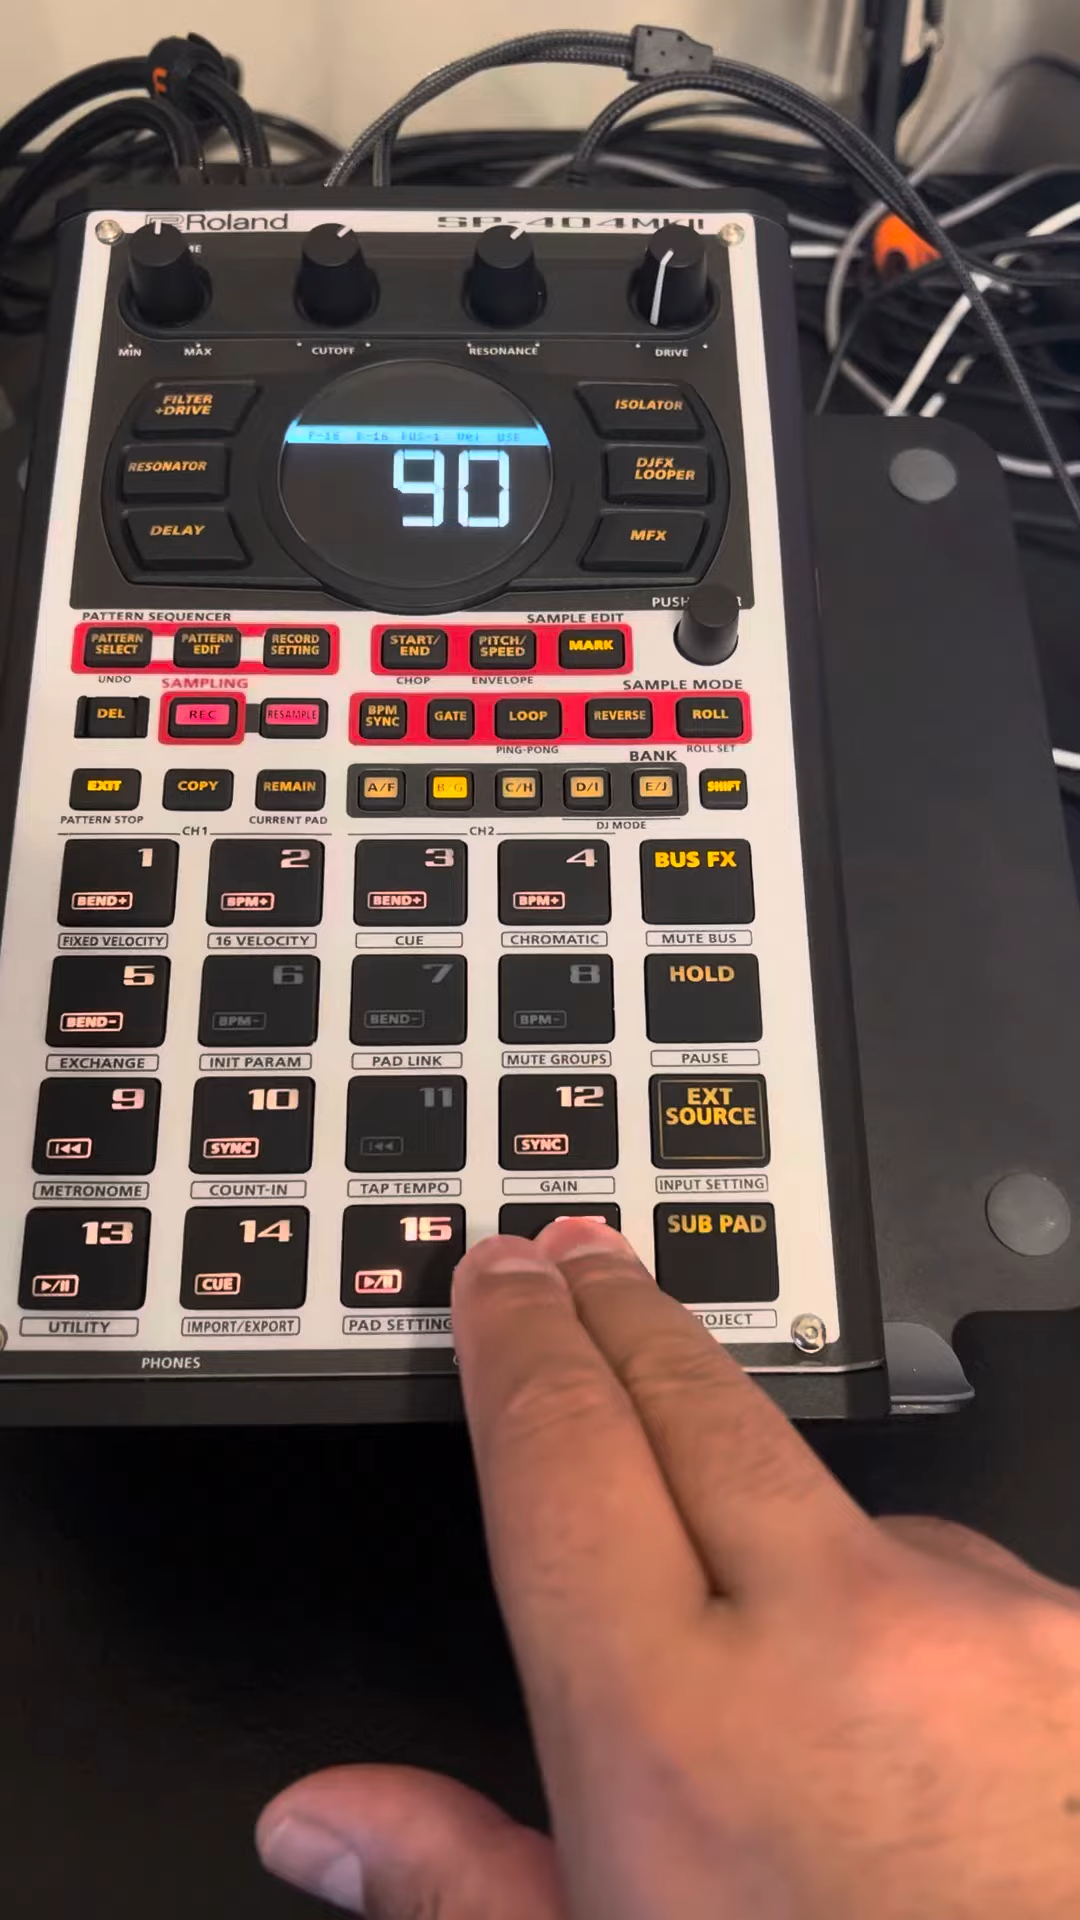 Roland SP-404MKII
MIN MAX CUTOFF RESONANCE DRIVE
FILTER
+DRIVE
ISOLATOR
P-16 B-16 BUS-1 Vel USE
90
RESONATOR
DJFX
LOOPER
DELAY
MFX
PATTERN SEQUENCER
SAMPLE EDIT
PATTERN
SELECT
PATTERN
EDIT
RECORD
SETTING
START/
END
PITCH/
SPEED
MARK
UNDO
CHOP
ENVELOPE
SAMPLING
SAMPLE MODE
DEL
REC
RESAMPLE
BPM
SYNC
GATE
LOOP
REVERSE
ROLL
PING-PONG
ROLL SET
BANK
EXIT
COPY
REMAIN
A/F
B/G
C/H
D/I
E/J
SHIFT
PATTERN STOP
CURRENT PAD
DJ MODE
CH1
CH2
1
BEND+
2
BPM+
3
BEND+
4
BPM+
BUS FX
FIXED VELOCITY
16 VELOCITY
CUE
CHROMATIC
MUTE BUS
5
BEND-
6
BPM-
7
BEND-
8
BPM-
HOLD
EXCHANGE
INIT PARAM
PAD LINK
MUTE GROUPS
PAUSE
9
10
SYNC
11
12
SYNC
EXT
SOURCE
METRONOME
COUNT-IN
TAP TEMPO
GAIN
INPUT SETTING
13
14
CUE
15
SUB PAD
UTILITY
IMPORT/EXPORT
PAD SETTING
PHONES